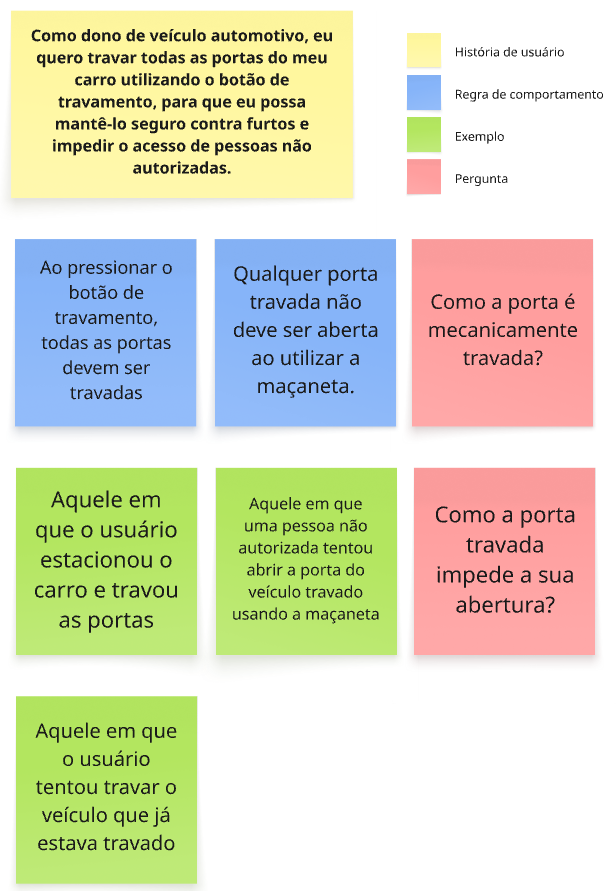 Como dono de veículo automotivo, eu
quero travar todas as portas do meu
carro utilizando o botão de
travamento, para que eu possa
mantê-lo seguro contra furtos e
impedir o acesso de pessoas não
autorizadas.
História de usuário
Regra de comportamento
Exemplo
Pergunta
Ao pressionar o
botão de
travamento,
todas as portas
devem ser
travadas
Qualquer porta
travada não
deve ser aberta
ao utilizar a
maçaneta.
Como a porta é
mecanicamente
travada?
Aquele em
que o usuário
estacionou o
carro e travou
as portas
Aquele em que
uma pessoa não
autorizada tentou
abrir a porta do
veículo travado
usando a maçaneta
Como a porta
travada
impede a sua
abertura?
Aquele em que
o usuário
tentou travar o
veículo que já
estava travado